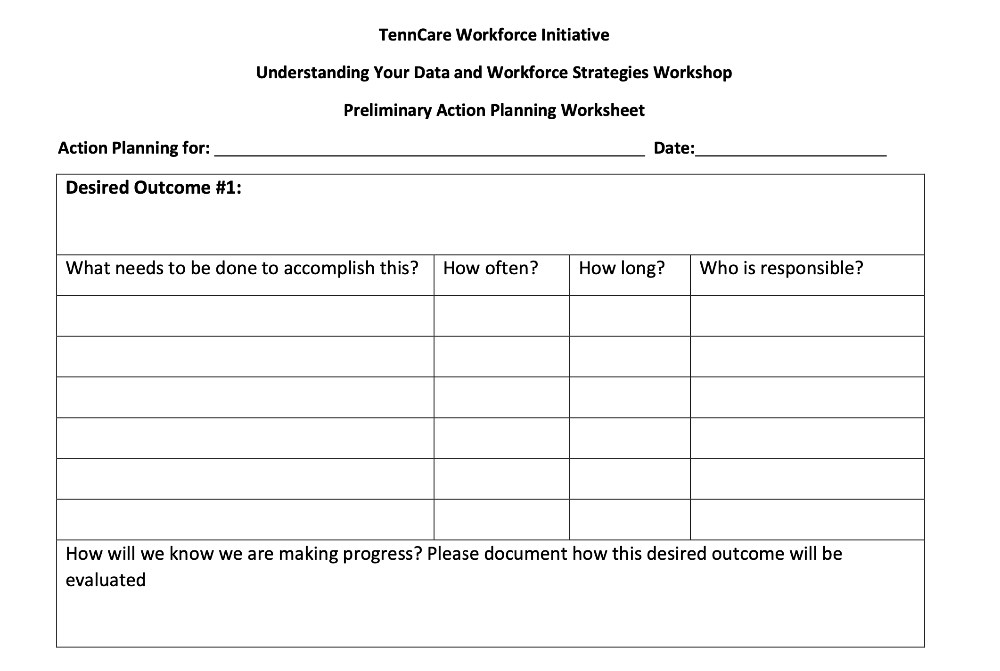 TennCare Workforce Initiative
Understanding Your Data and Workforce Strategies Workshop
Preliminary Action Planning Worksheet
Action Planning for: ______________________________________________ Date:____________________
Desired Outcome #1:
What needs to be done to accomplish this? How often? How long? Who is responsible?
How will we know we are making progress? Please document how this desired outcome will be
evaluated